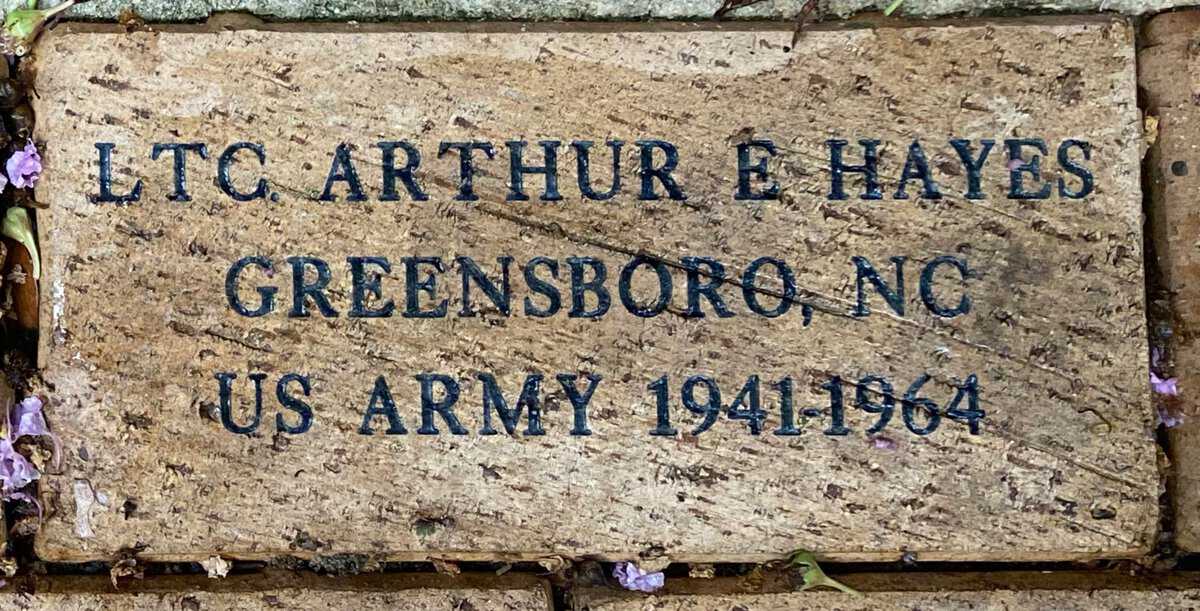 LTC. ARTHUR E HAYES
GREENSBORO, NC
US ARMY 1941-1964